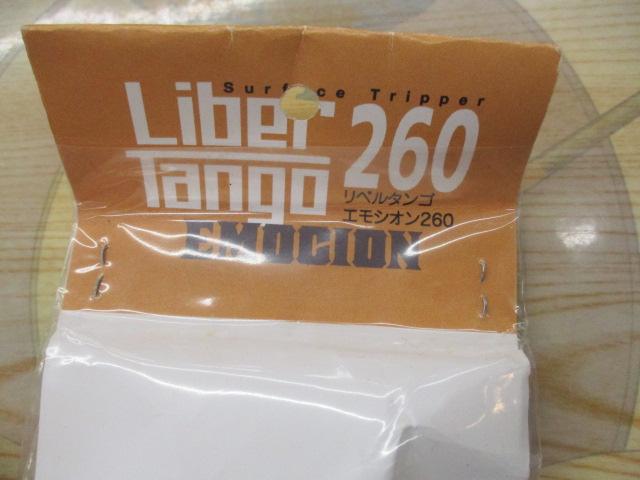 Surface Tripper
Liber
Tango
260
リベルタンゴ
エモシオン260
EMOCION